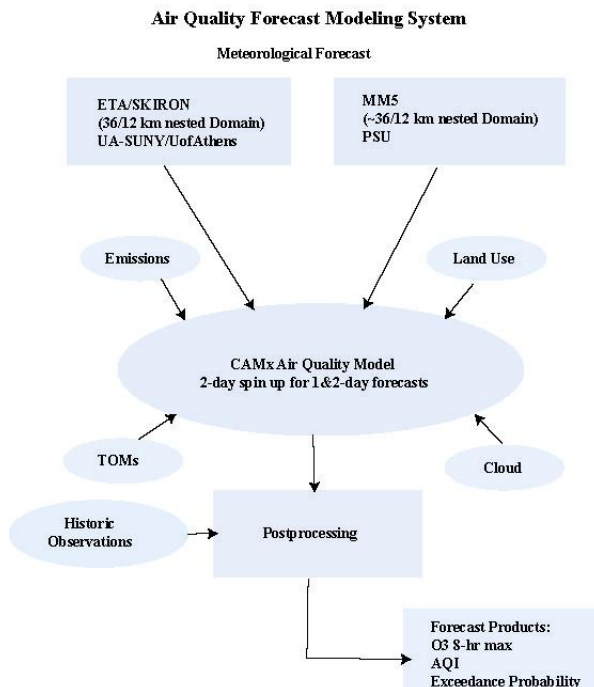 Air Quality Forecast Modeling System
Meteorological Forecast
ETA/SKIRON
(36/12 km nested Domain)
UA-SUNY/UofAthens
MM5
(~36/12 km nested Domain)
PSU
Emissions
Land Use
CAMx Air Quality Model
2-day spin up for 1&2-day forecasts
TOMs
Cloud
Historic
Observations
Postprocessing
Forecast Products:
O3 8-hr max
AQI
Exceedance Probability